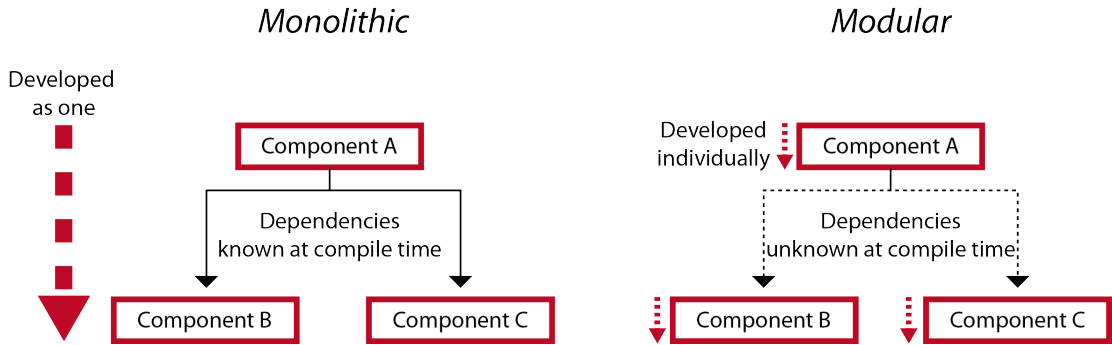 Monolithic
Developed
as one
Component A
Dependencies
known at compile time
Component B
Component C
Modular
Developed
individually
Component A
Dependencies
unknown at compile time
Component B
Component C